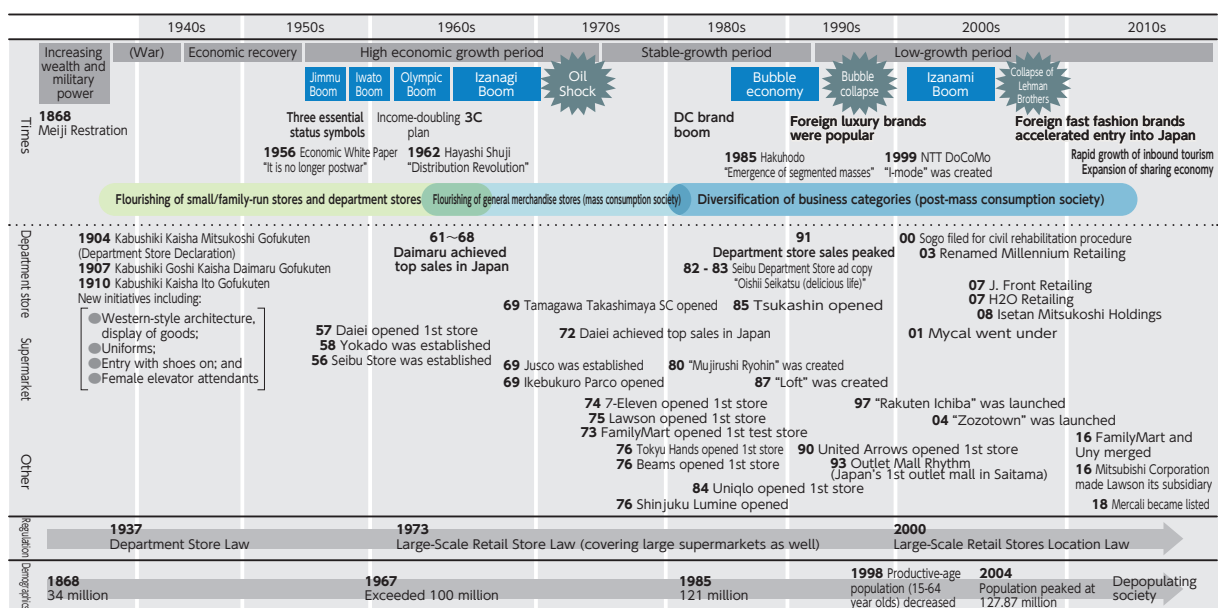 1940s 1950s 1960s 1970s 1980s 1990s 2000s 2010s
Increasing
wealth and
military
power
(War)
Economic recovery
High economic growth period
Stable-growth period
Low-growth period
Jimmu
Boom
Iwato
Boom
Olympic
Boom
Izanagi
Boom
Oil
Shock
Bubble
economy
Bubble
collapse
Izanami
Boom
Collapse of
Lehman
Brothers
Times
1868
Meiji Restration
Three essential
status symbols
1956 Economic White Paper
"It is no longer postwar"
Income-doubling
plan
3C
1962 Hayashi Shuji
"Distribution Revolution"
DC brand
boom
1985 Hakuhodo
"Emergence of segmented masses"
Foreign luxury brands
were popular
1999 NTT DoCoMo
"I-mode" was created
Foreign fast fashion brands
accelerated entry into Japan
Rapid growth of inbound tourism
Expansion of sharing economy
Flourishing of small/family-run stores and department stores
Flourishing of general merchandise stores (mass consumption society)
Diversification of business categories (post-mass consumption society)
Department store
1904 Kabushiki Kaisha Mitsukoshi Gofukuten
(Department Store Declaration)
1907 Kabushiki Goshi Kaisha Daimaru Gofukuten
1910 Kabushiki Kaisha Ito Gofukuten
New initiatives including:
●Western-style architecture,
display of goods;
●Uniforms;
●Entry with shoes on; and
●Female elevator attendants
61~68
Daimaru achieved
top sales in Japan
91
Department store sales peaked
82 - 83 Seibu Department Store ad copy
"Oishii Seikatsu (delicious life)"
69 Tamagawa Takashimaya SC opened
85 Tsukashin opened
00 Sogo filed for civil rehabilitation procedure
03 Renamed Millennium Retailing
07 J. Front Retailing
07 H2O Retailing
08 Isetan Mitsukoshi Holdings
Supermarket
57 Daiei opened 1st store
58 Yokado was established
56 Seibu Store was established
72 Daiei achieved top sales in Japan
01 Mycal went under
69 Jusco was established
80 "Mujirushi Ryohin" was created
69 Ikebukuro Parco opened
87 "Loft" was created
Other
74 7-Eleven opened 1st store
75 Lawson opened 1st store
73 FamilyMart opened 1st test store
97 "Rakuten Ichiba" was launched
04 "Zozotown" was launched
76 Tokyu Hands opened 1st store
76 Beams opened 1st store
90 United Arrows opened 1st store
93 Outlet Mall Rhythm
(Japan's 1st outlet mall in Saitama)
84 Uniqlo opened 1st store
76 Shinjuku Lumine opened
16 FamilyMart and
Uny merged
16 Mitsubishi Corporation
made Lawson its subsidiary
18 Mercali became listed
Regulation
1937
Department Store Law
1973
Large-Scale Retail Store Law (covering large supermarkets as well)
2000
Large-Scale Retail Stores Location Law
Demographics
1868
34 million
1967
Exceeded 100 million
1985
121 million
1998 Productive-age
population (15-64
year olds) decreased
2004
Population peaked at
127.87 million
Depopulating
society